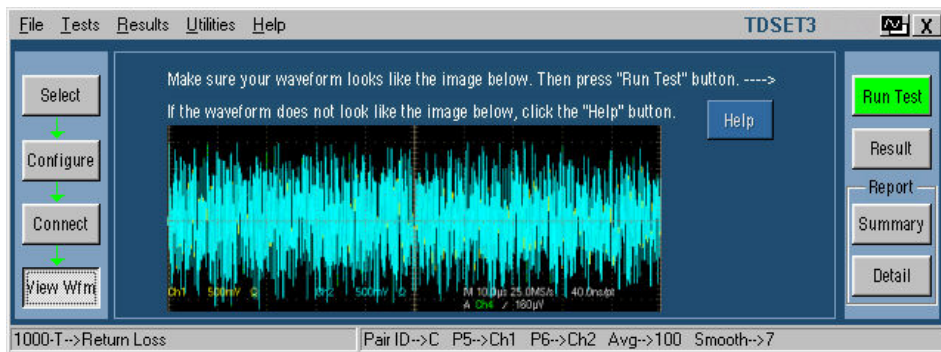 File Tests Results Utilities Help TDSET3 X
Make sure your waveform looks like the image below. Then press "Run Test" button. ---->
If the waveform does not look like the image below, click the "Help" button.
Help
Select
Configure
Connect
View Wfm
Ch1 500mV Ω Ch2 500mV Ω M 10.0µs 25.0MS/s 40.0ns/pt
A Ch4 / 160µV
Run Test
Result
Report
Summary
Detail
1000-T-->Return Loss Pair ID-->C P5-->Ch1 P6-->Ch2 Avg-->100 Smooth-->7